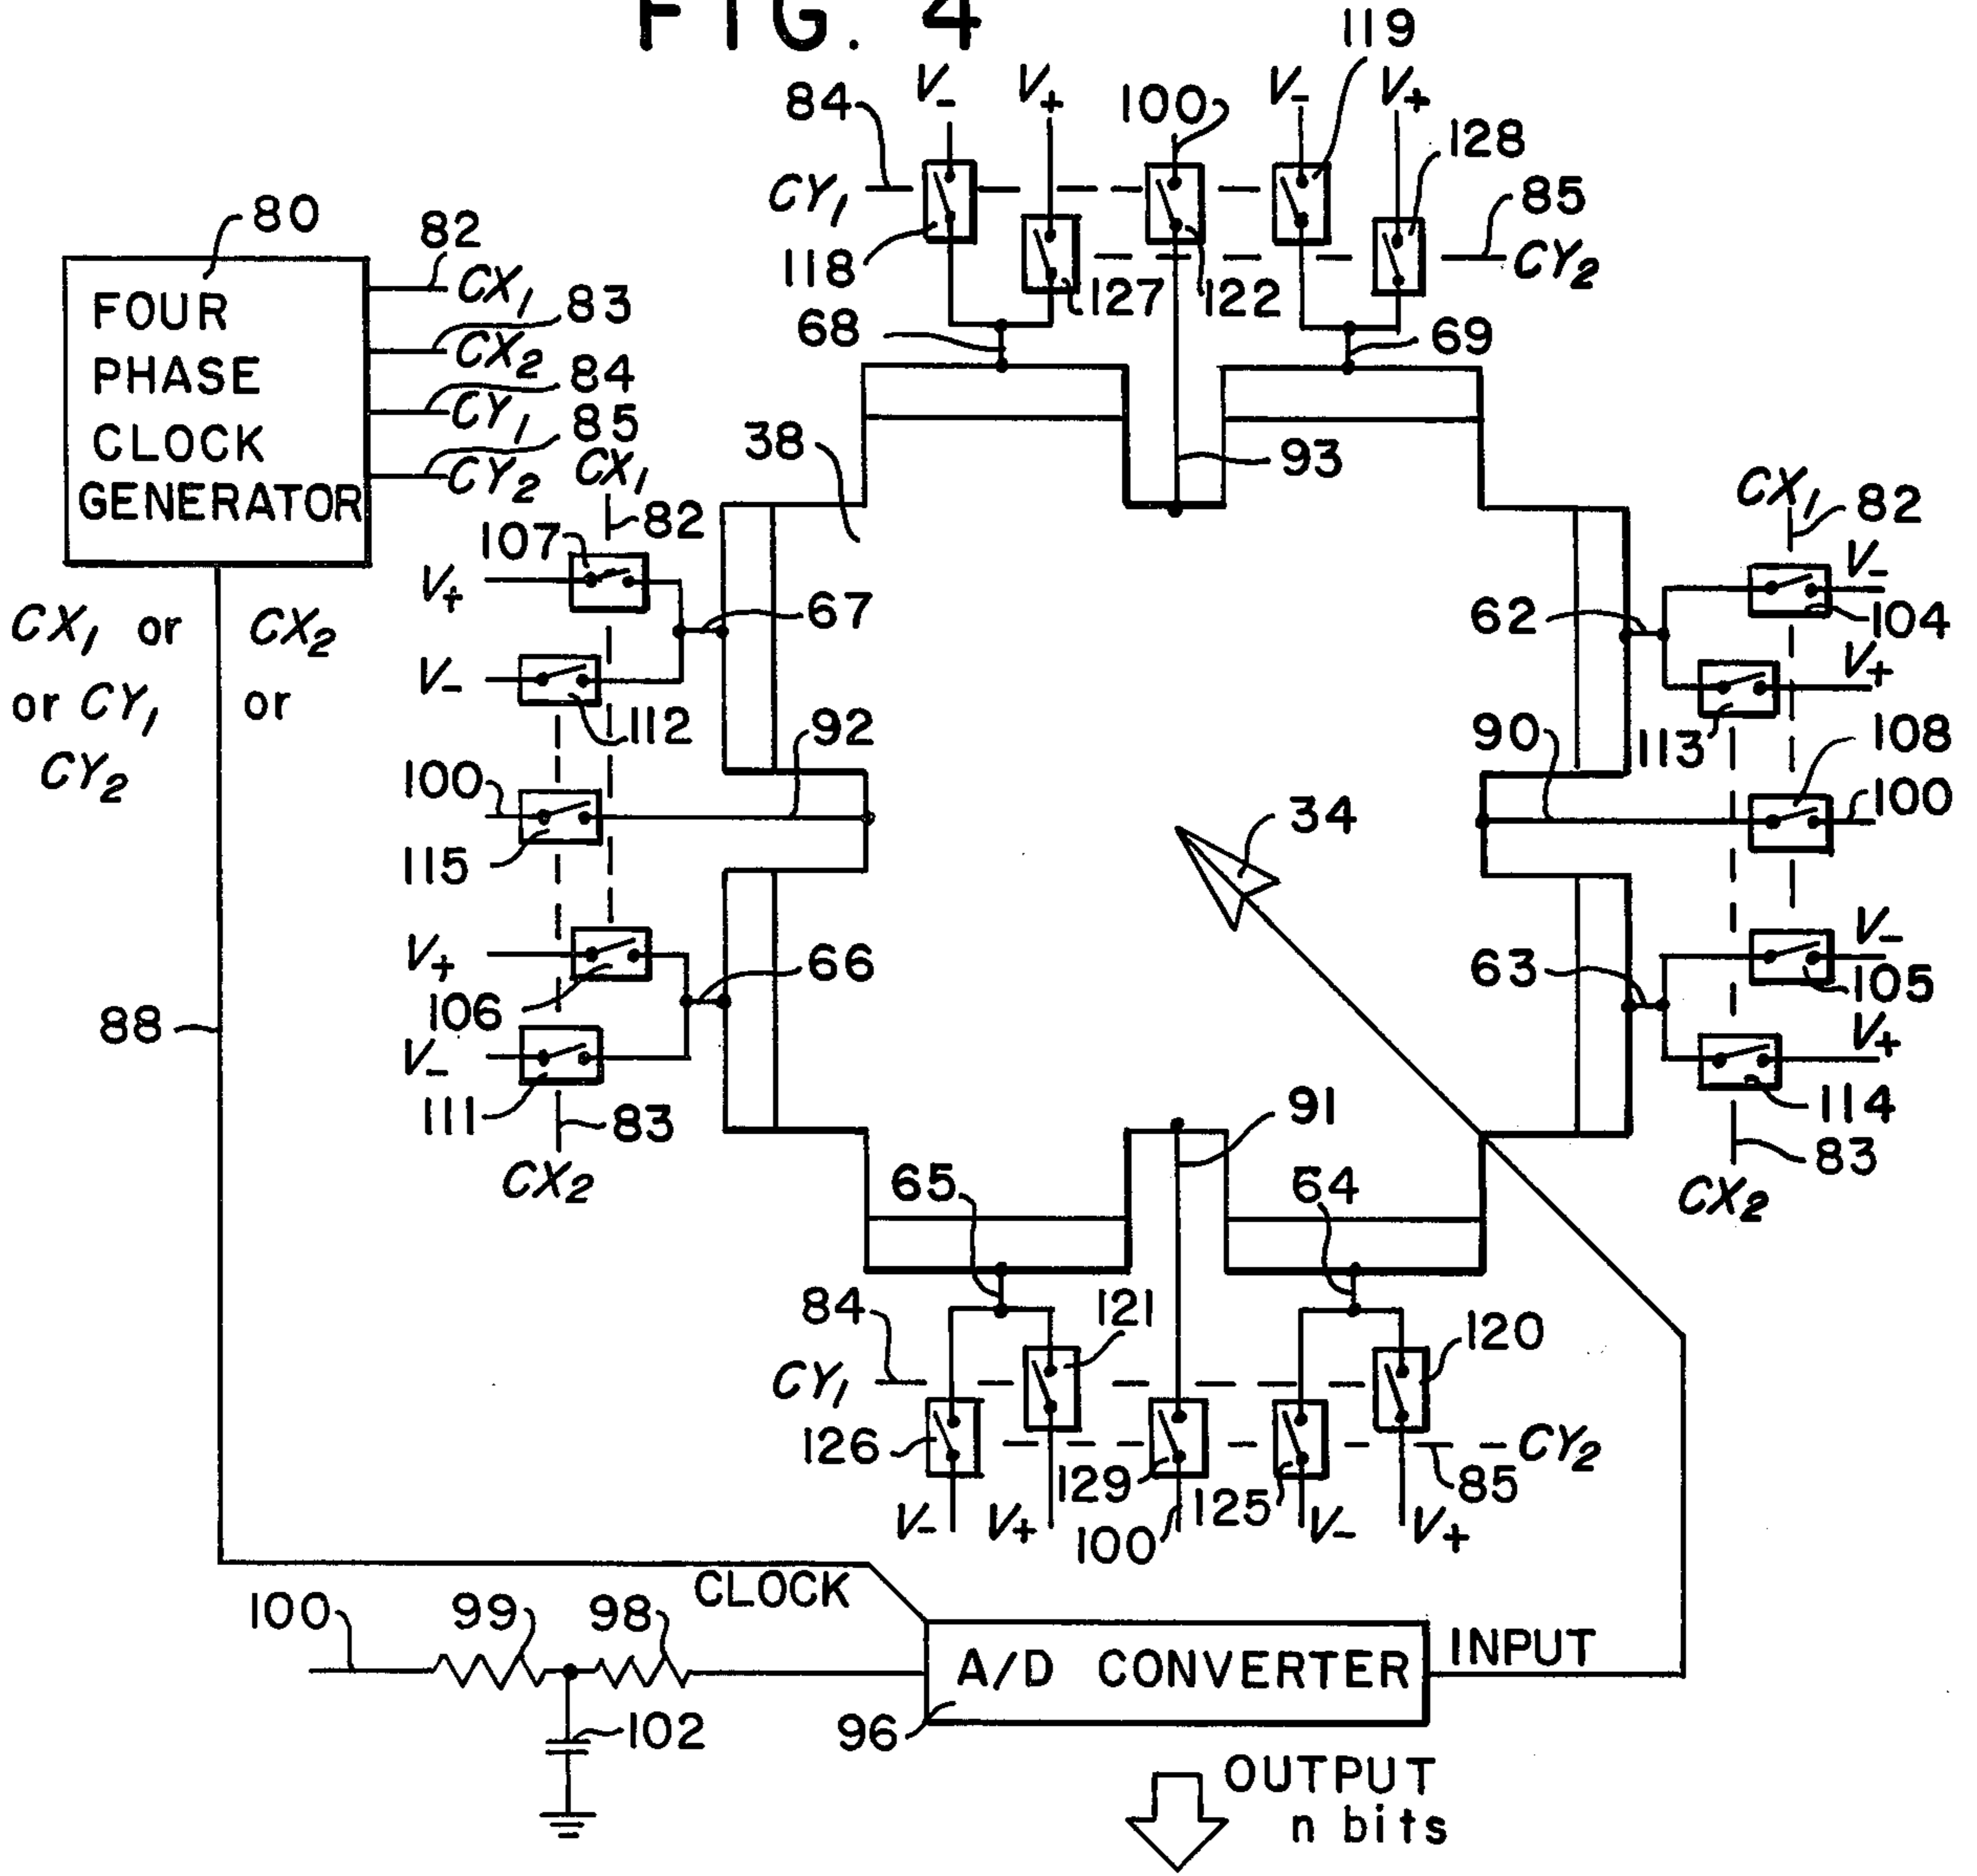 FIG. 4
119
V- V+ 100 V- V+
84
128
CY1
85
CY2
118
127
122
68
69
80
82
CX1
83
CX2
84
CY1
85
CY2
FOUR
PHASE
CLOCK
GENERATOR
38
93
CX1
82
107
V+
67
V-
112
92
100
115
V+
66
106
V-
111
83
CX2
CX1 or CX2
or CY1 or
CY2
88
CX1
82
V-
62
104
V+
113
90
108
100
34
V-
63
105
V+
114
83
CX2
91
65
64
84
121
120
CY1
126
129
125
CY2
85
V- V+ 100 V- V+
CLOCK
100
99
98
102
A/D CONVERTER
INPUT
96
OUTPUT
n bits